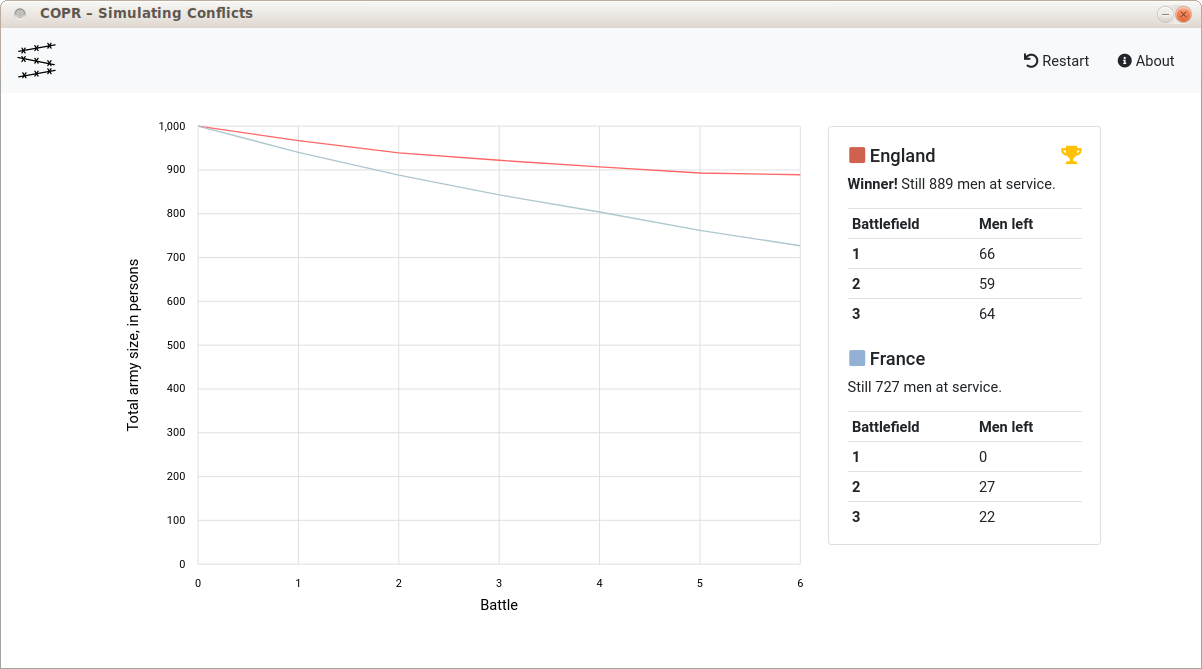 COPR – Simulating Conflicts
Restart
About
1,000
900
800
700
600
500
400
300
200
100
0
Total army size, in persons
0 1 2 3 4 5 6
Battle
England
Winner! Still 889 men at service.
Battlefield Men left
1 66
2 59
3 64
France
Still 727 men at service.
Battlefield Men left
1 0
2 27
3 22